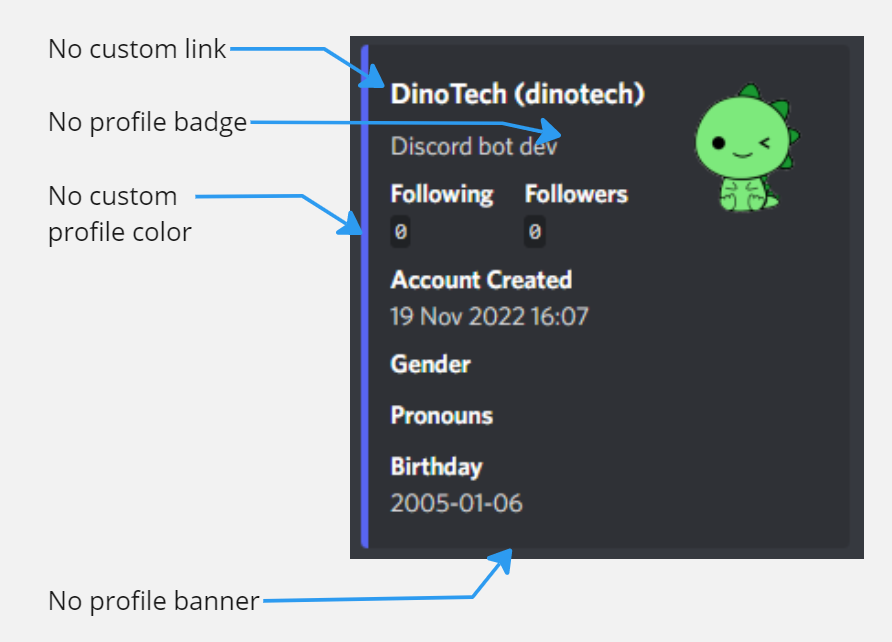 No custom link
No profile badge
No custom
profile color
No profile banner
DinoTech (dinotech)
Discord bot dev
Following Followers
0 0
Account Created
19 Nov 2022 16:07
Gender
Pronouns
Birthday
2005-01-06